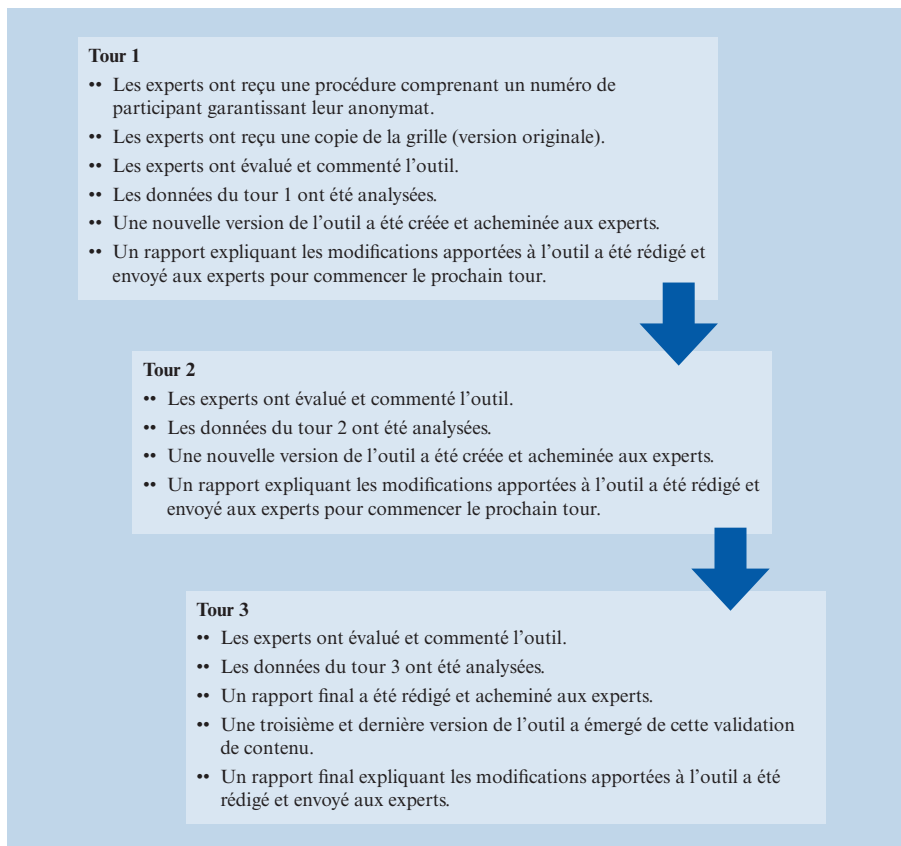 Tour 1
•• Les experts ont reçu une procédure comprenant un numéro de
participant garantissant leur anonymat.
•• Les experts ont reçu une copie de la grille (version originale).
•• Les experts ont évalué et commenté l’outil.
•• Les données du tour 1 ont été analysées.
•• Une nouvelle version de l’outil a été créée et acheminée aux experts.
•• Un rapport expliquant les modifications apportées à l’outil a été rédigé et
envoyé aux experts pour commencer le prochain tour.
Tour 2
•• Les experts ont évalué et commenté l’outil.
•• Les données du tour 2 ont été analysées.
•• Une nouvelle version de l’outil a été créée et acheminée aux experts.
•• Un rapport expliquant les modifications apportées à l’outil a été rédigé et
envoyé aux experts pour commencer le prochain tour.
Tour 3
•• Les experts ont évalué et commenté l’outil.
•• Les données du tour 3 ont été analysées.
•• Un rapport final a été rédigé et acheminé aux experts.
•• Une troisième et dernière version de l’outil a émergé de cette validation
de contenu.
•• Un rapport final expliquant les modifications apportées à l’outil a été
rédigé et envoyé aux experts.